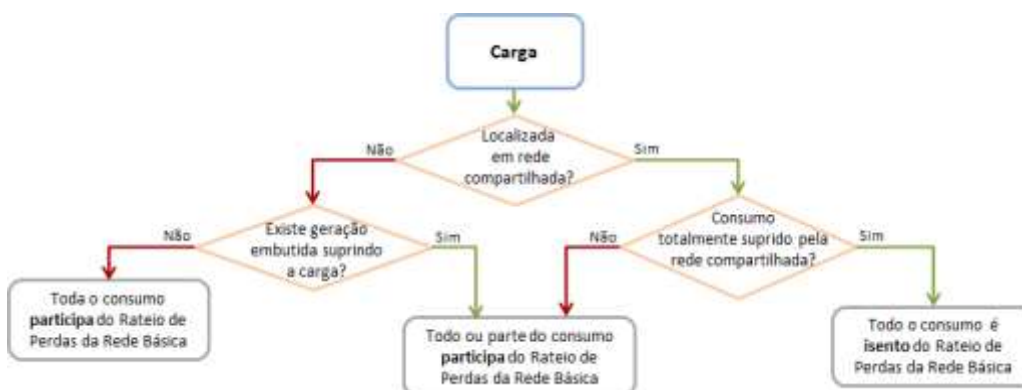 Carga
Localizada
em rede
compartilhada?
Não
Sim
Existe geração
embutida suprindo
a carga?
Não
Sim
Consumo
totalmente suprido pela
rede compartilhada?
Não
Sim
Toda o consumo
participa do Rateio de
Perdas da Rede Básica
Todo ou parte do consumo
participa do Rateio de
Perdas da Rede Básica
Todo o consumo é
isento do Rateio de
Perdas da Rede Básica